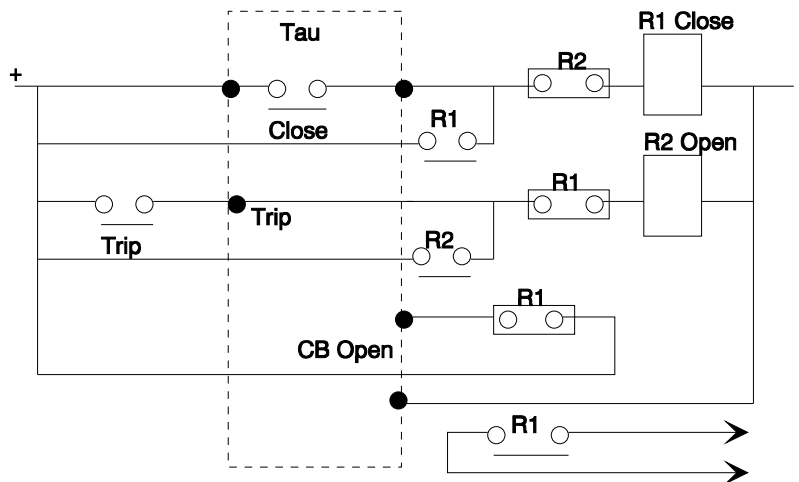 Tau
R1 Close
+
R2
Close
R1
R2 Open
R1
Trip
Trip
R2
R1
CB Open
R1